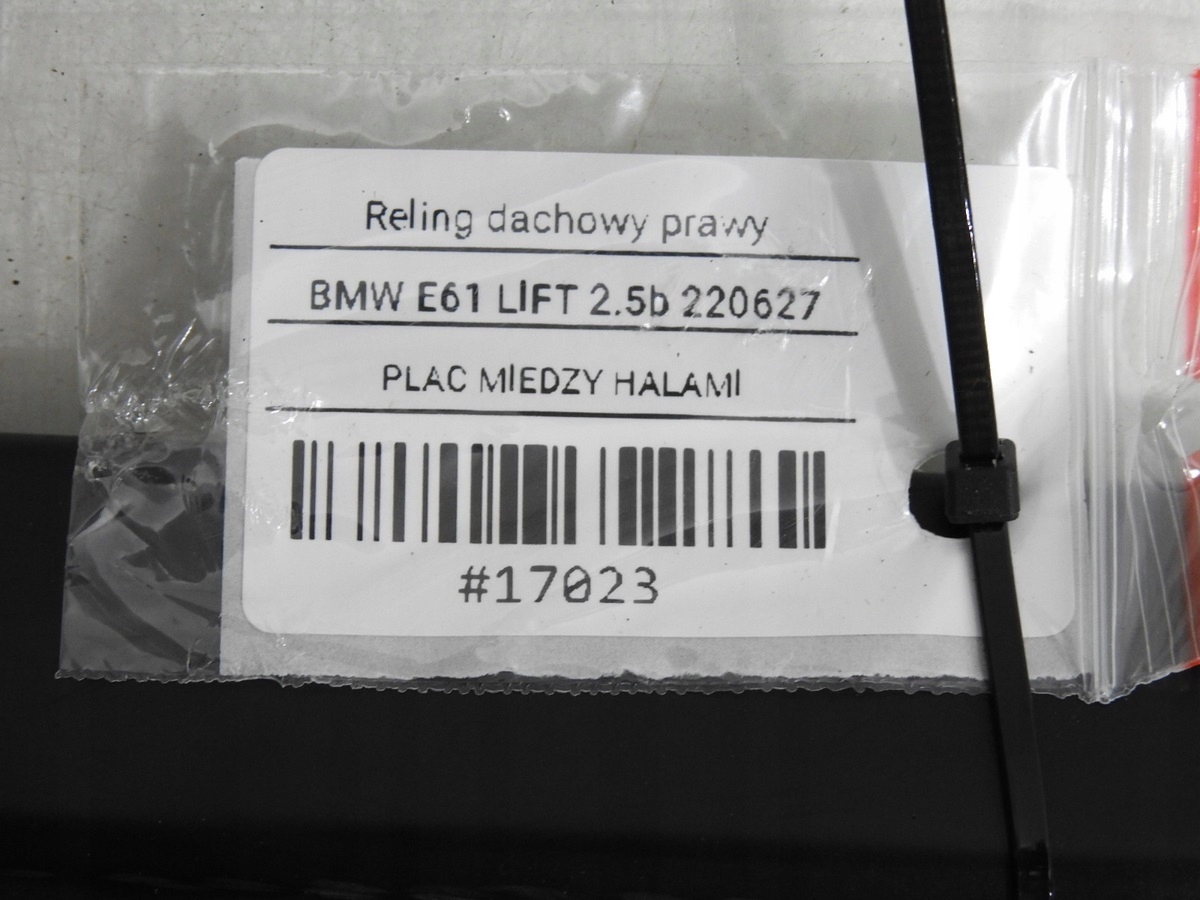 Reling dachowy prawy
BMW E61 LIFT 2.5b 220627
PLAC MIEDZY HALAMI
#17023